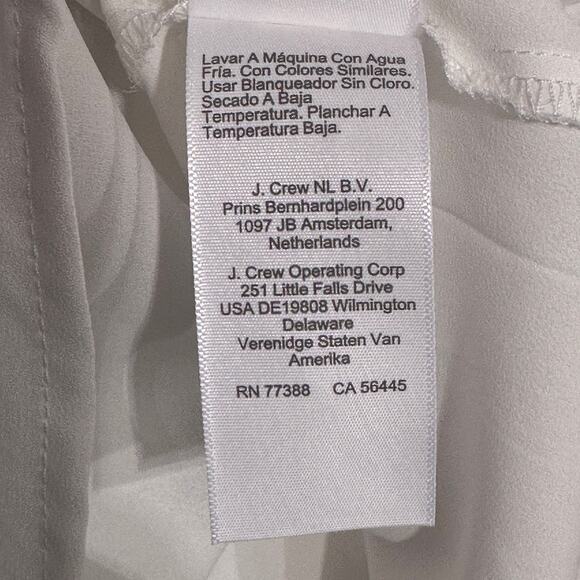 Lavar A Máquina Con Agua
Fría. Con Colores Similares.
Usar Blanqueador Sin Cloro.
Secado A Baja
Temperatura. Planchar A
Temperatura Baja.
J. Crew NL B.V.
Prins Bernhardplein 200
1097 JB Amsterdam,
Netherlands
J. Crew Operating Corp
251 Little Falls Drive
USA DE19808 Wilmington
Delaware
Verenidge Staten Van
Amerika
RN 77388 CA 56445